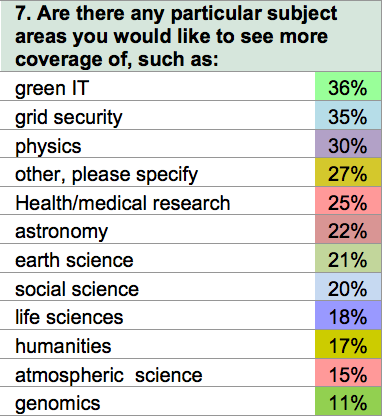 7. Are there any particular subject
areas you would like to see more
coverage of, such as:
green IT 36%
grid security 35%
physics 30%
other, please specify 27%
Health/medical research 25%
astronomy 22%
earth science 21%
social science 20%
life sciences 18%
humanities 17%
atmospheric  science 15%
genomics 11%